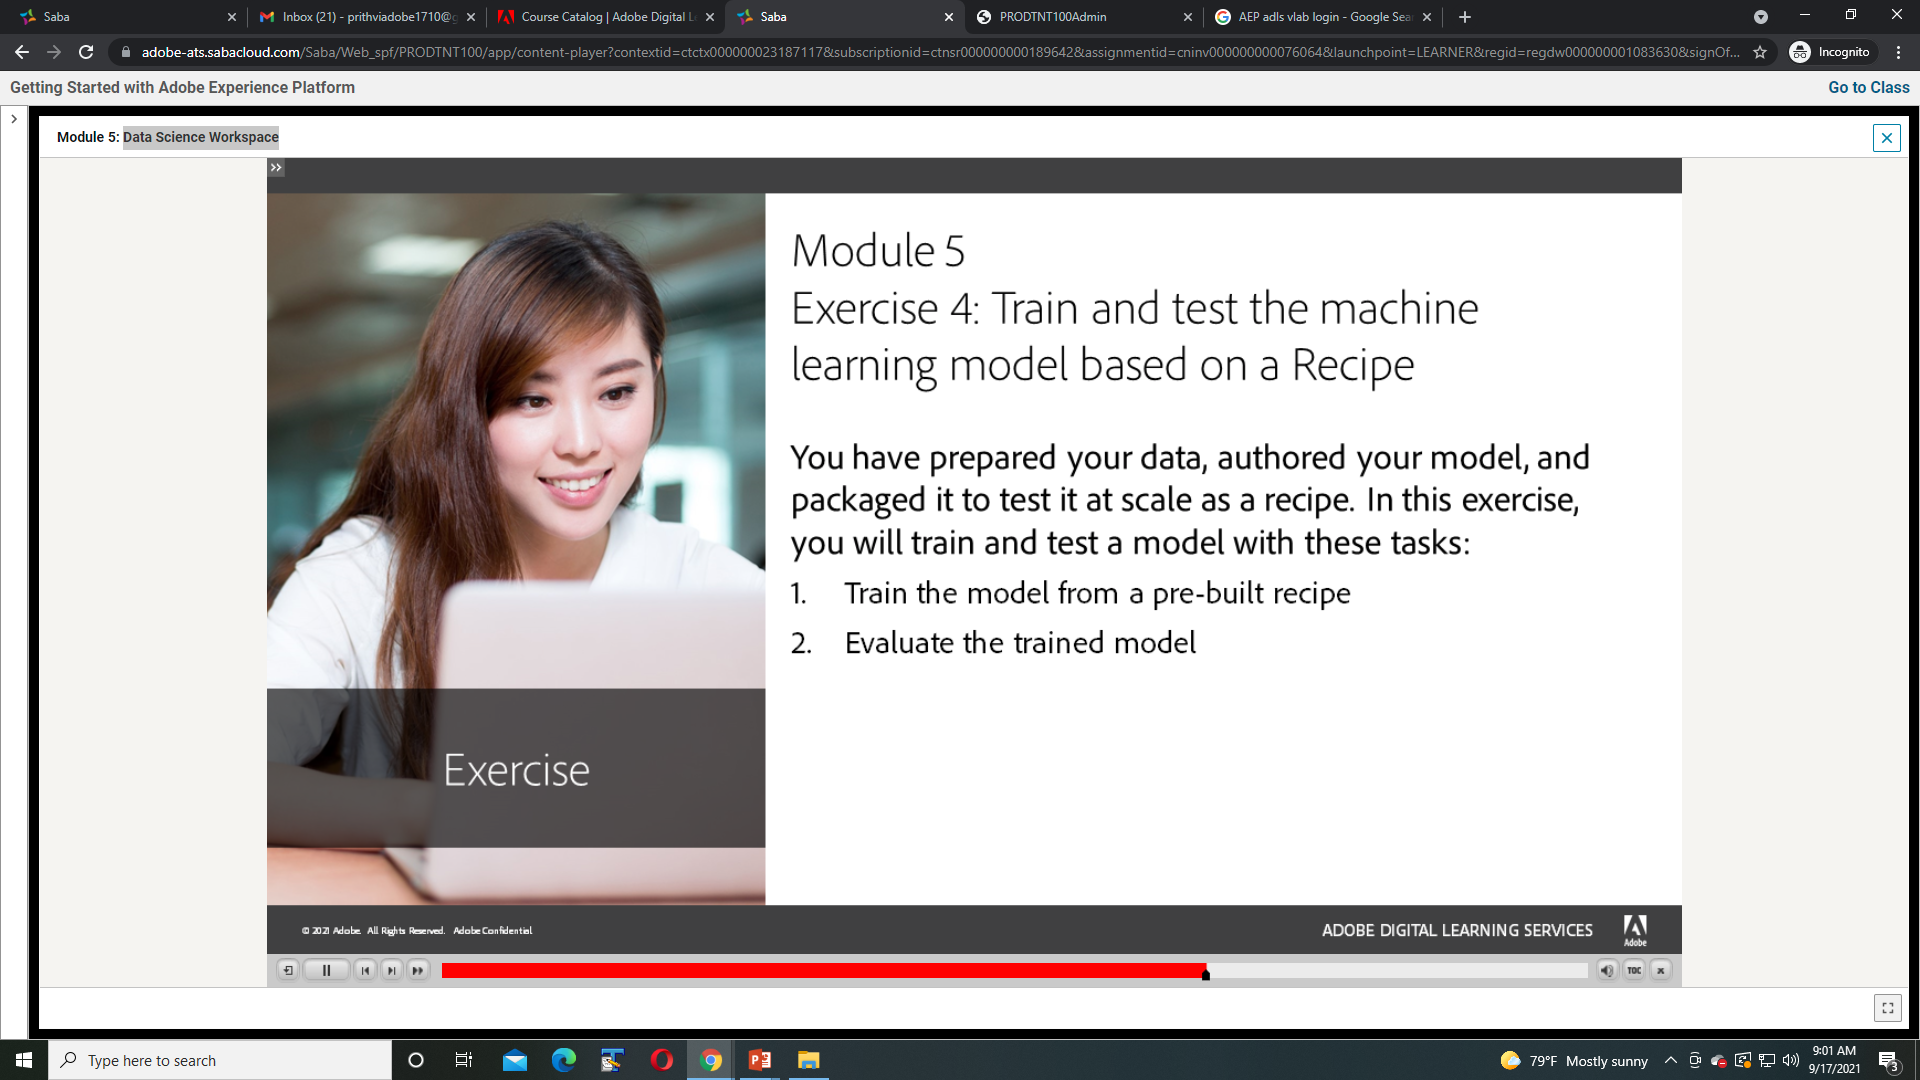 Saba
Inbox (21) - prithviadobe1710@g
Course Catalog | Adobe Digital L
Saba
PRODTNT100Admin
AEP adls vlab login - Google Sea
adobe-ats.sabacloud.com/Saba/Web_spf/PRODTNT100/app/content-player?contextid=ctctx000000023187117&subscriptionid=ctnsr000000000189642&assignmentid=cninv000000000076064&launchpoint=LEARNER&regid=regdw000000001083630&signOf...
Incognito
Getting Started with Adobe Experience Platform
Go to Class
Module 5: Data Science Workspace
Module 5
Exercise 4: Train and test the machine
learning model based on a Recipe
You have prepared your data, authored your model, and
packaged it to test it at scale as a recipe. In this exercise,
you will train and test a model with these tasks:
1. Train the model from a pre-built recipe
2. Evaluate the trained model
Exercise
© 2021 Adobe. All Rights Reserved. Adobe Confidential
ADOBE DIGITAL LEARNING SERVICES
Adobe
TOC
Type here to search
79°F Mostly sunny
9:01 AM
9/17/2021
3